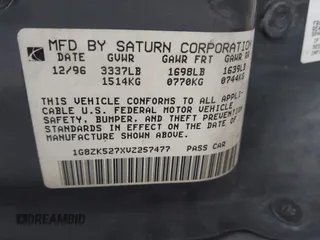 MFD BY SATURN CORPORATION
DATE GVWR GAWR FR GAWR RR
12/96 3337LB 1698LB 1639LB
1514KG 0770KG 0744KG
THIS VEHICLE CONFORMS TO ALL APPLI-
CABLE U.S. FEDERAL MOTOR VEHICLE
SAFETY, BUMPER, AND THEFT PREVENTION
STANDARDS IN EFFECT ON THE DATE OF
MANUFACTURE SHOWN ABOVE.
1G8ZK527XVZ257477 PASS CAR
DREAMBID